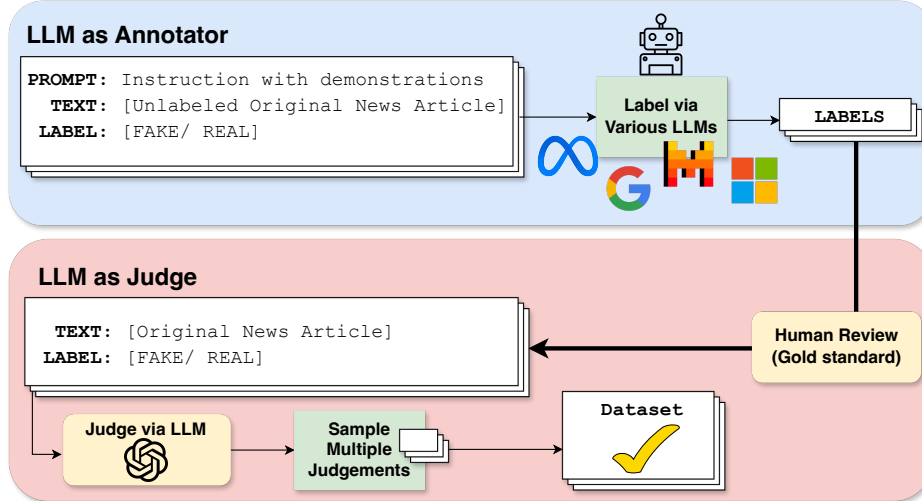 LLM as Annotator
PROMPT: Instruction with demonstrations
TEXT: [Unlabeled Original News Article]
LABEL: [FAKE/ REAL]
Label via
Various LLMs
LABELS
LLM as Judge
TEXT: [Original News Article]
LABEL: [FAKE/ REAL]
Human Review
(Gold standard)
Judge via LLM
Sample
Multiple
Judgements
Dataset